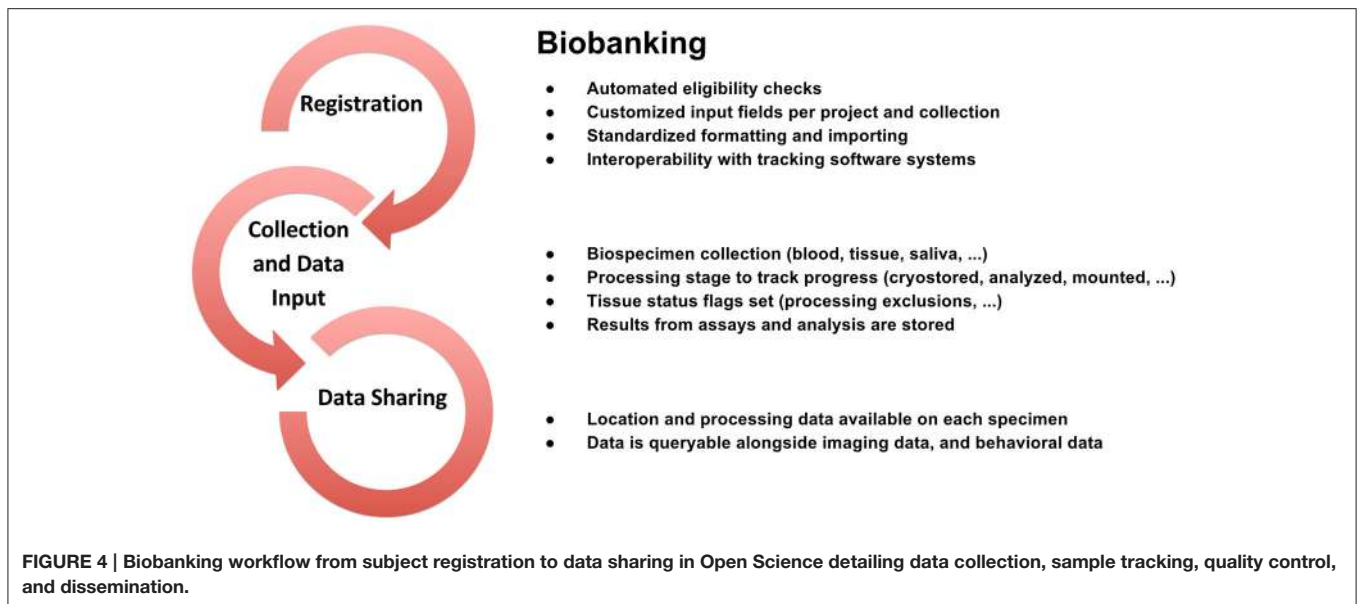 Biobanking
Registration
• Automated eligibility checks
• Customized input fields per project and collection
• Standardized formatting and importing
• Interoperability with tracking software systems
Collection
and Data
Input
• Biospecimen collection (blood, tissue, saliva, ...)
• Processing stage to track progress (cryostored, analyzed, mounted, ...)
• Tissue status flags set (processing exclusions, ...)
• Results from assays and analysis are stored
Data Sharing
• Location and processing data available on each specimen
• Data is queryable alongside imaging data, and behavioral data
FIGURE 4 | Biobanking workflow from subject registration to data sharing in Open Science detailing data collection, sample tracking, quality control,
and dissemination.